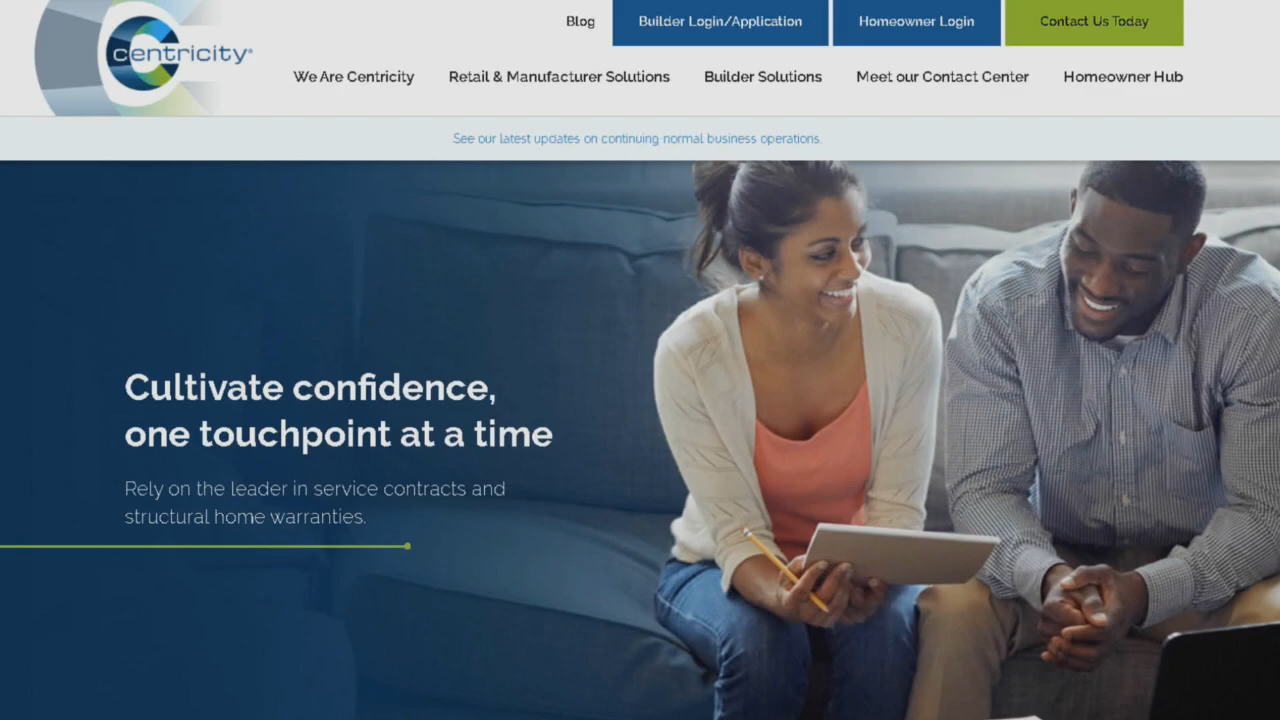 Blog
Builder Login/Application
Homeowner Login
Contact Us Today
centricity®
We Are Centricity
Retail & Manufacturer Solutions
Builder Solutions
Meet our Contact Center
Homeowner Hub
See our latest updates on continuing normal business operations.
Cultivate confidence,
one touchpoint at a time
Rely on the leader in service contracts and
structural home warranties.